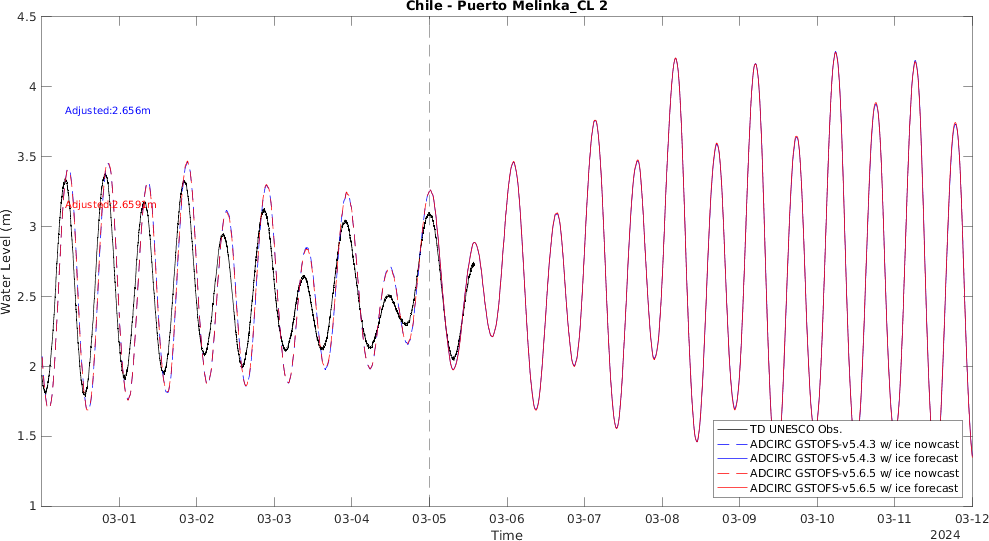 Chile - Puerto Melinka_CL 2
4.5
4
3.5
3
2.5
2
1.5
1
Water Level (m)
Adjusted:2.656m
Adjusted:2.659m
TD UNESCO Obs.
ADCIRC GSTOFS-v5.4.3 w/ ice nowcast
ADCIRC GSTOFS-v5.4.3 w/ ice forecast
ADCIRC GSTOFS-v5.6.5 w/ ice nowcast
ADCIRC GSTOFS-v5.6.5 w/ ice forecast
03-01 03-02 03-03 03-04 03-05 03-06 03-07 03-08 03-09 03-10 03-11 03-12
Time
2024